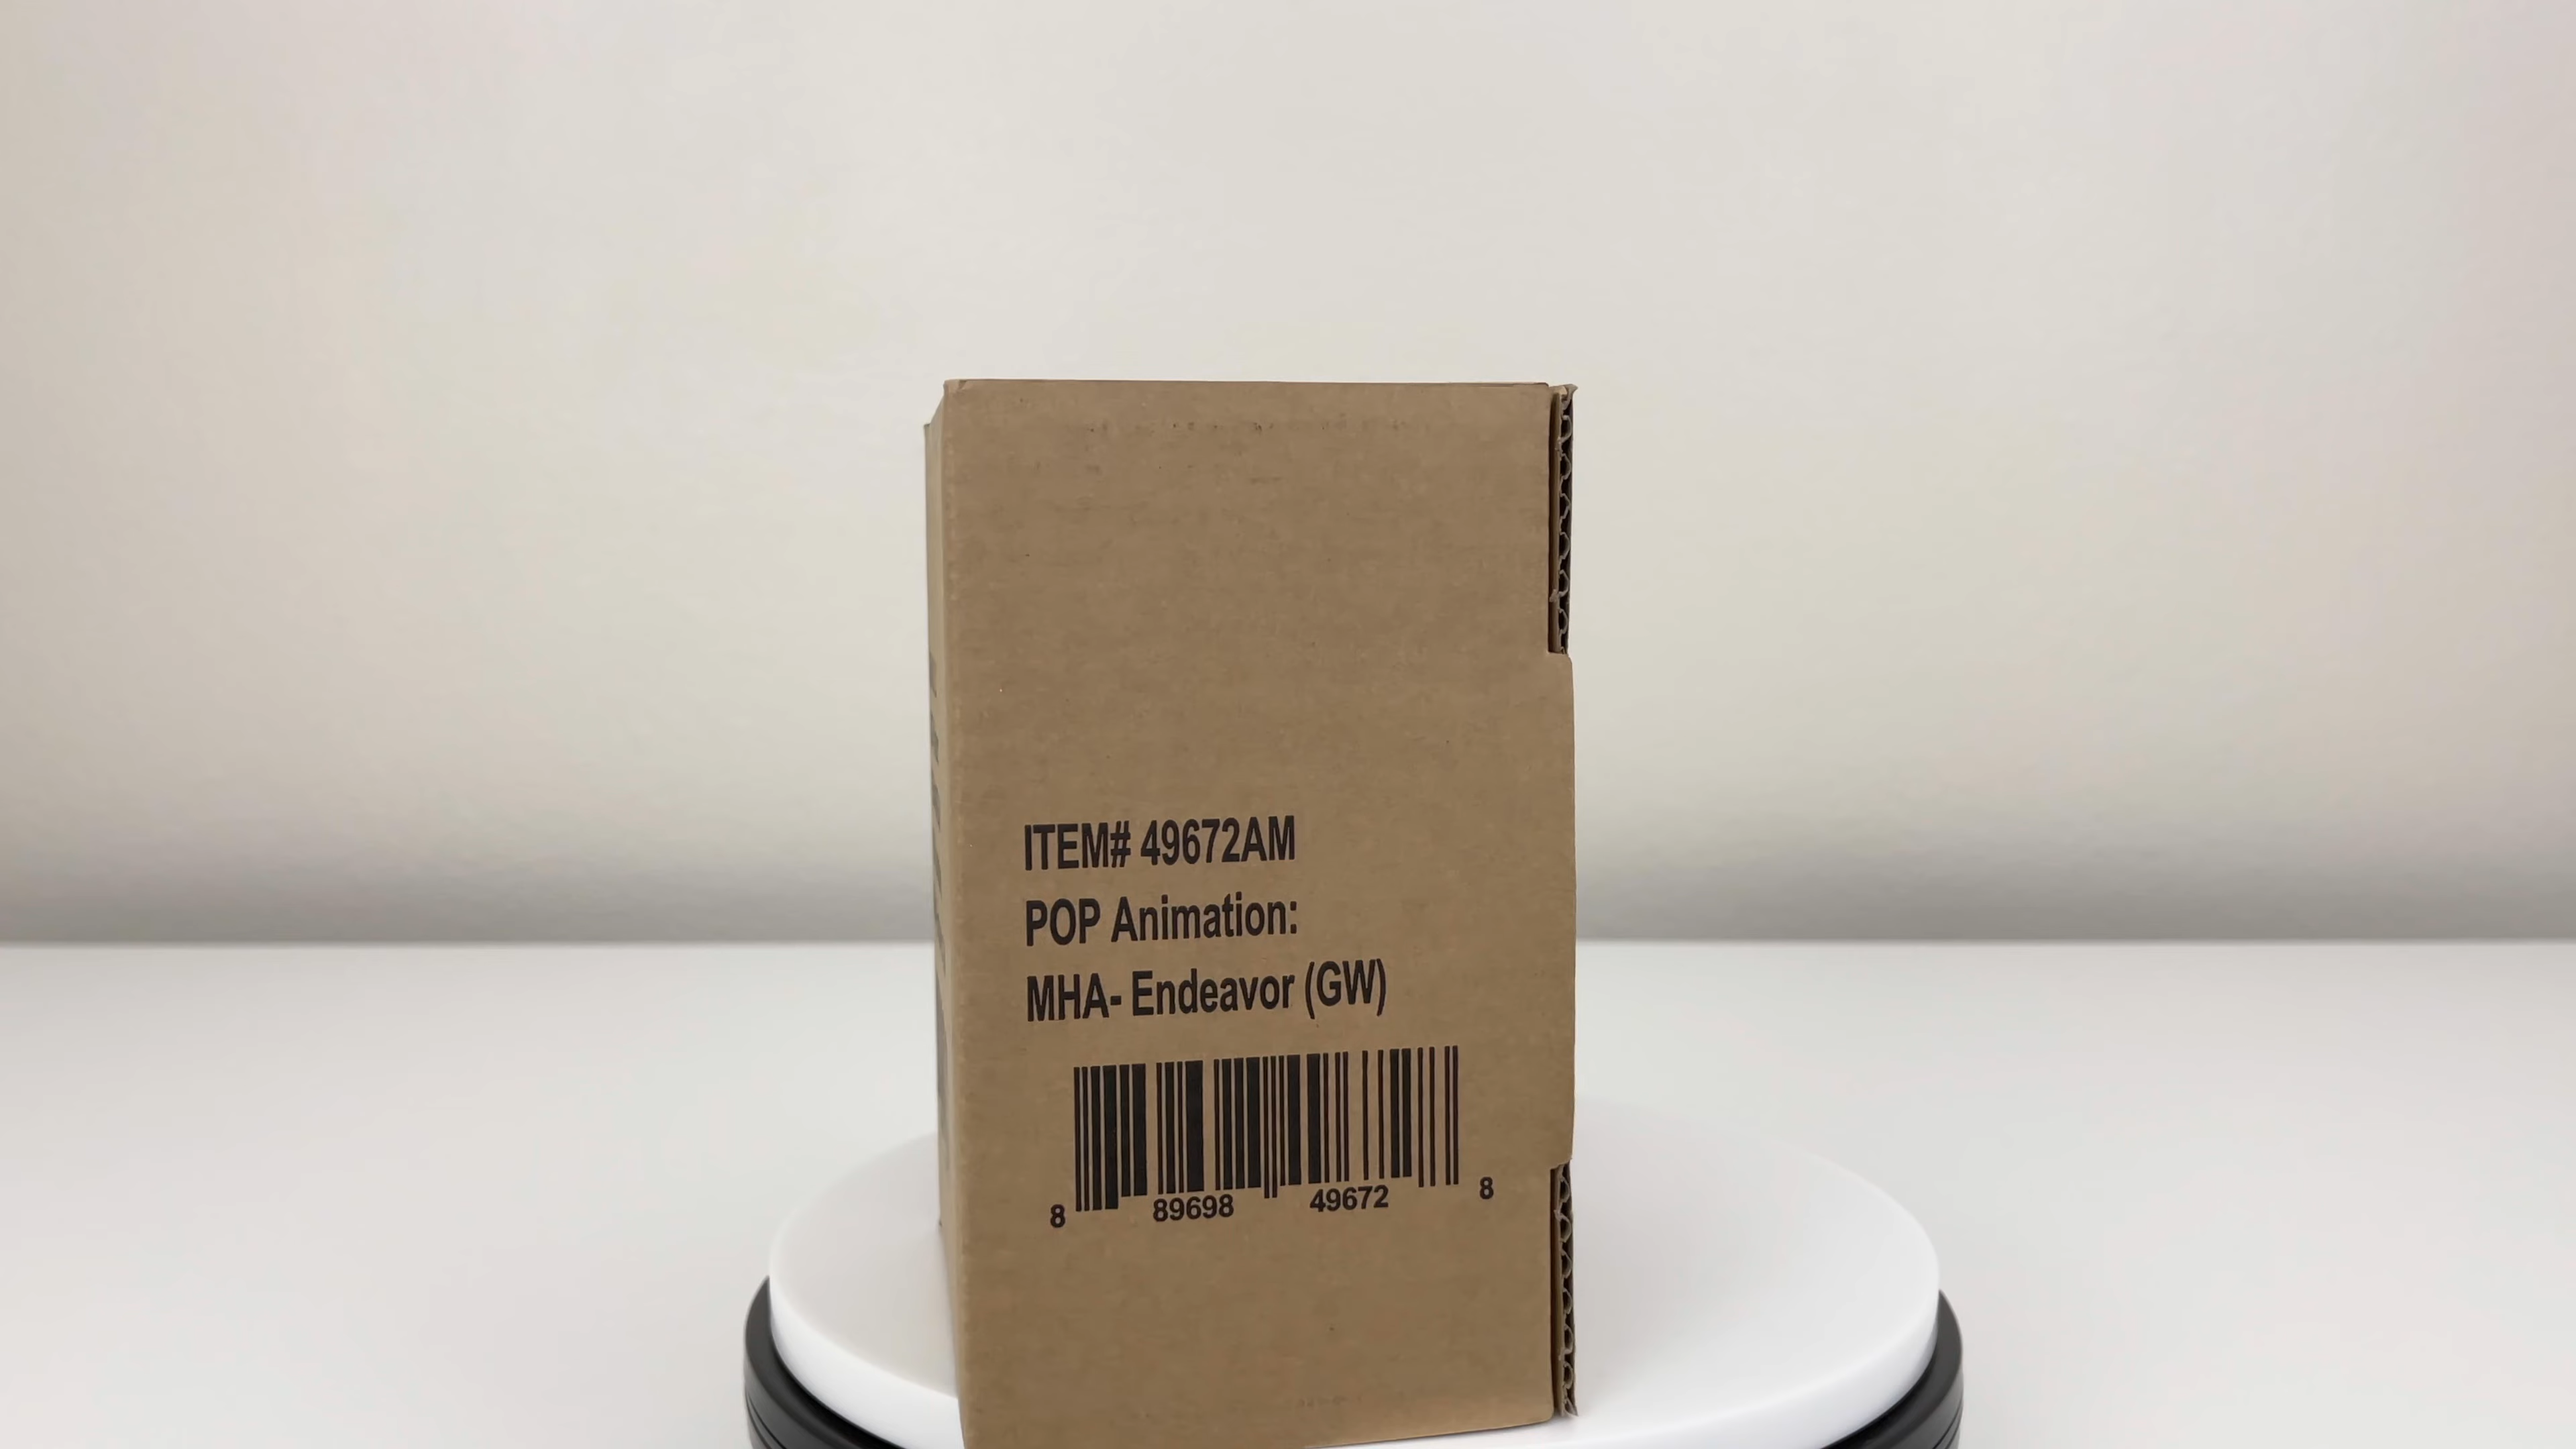 ITEM# 49672AM
POP Animation:
MHA- Endeavor (GW)
8 89698 49672 8